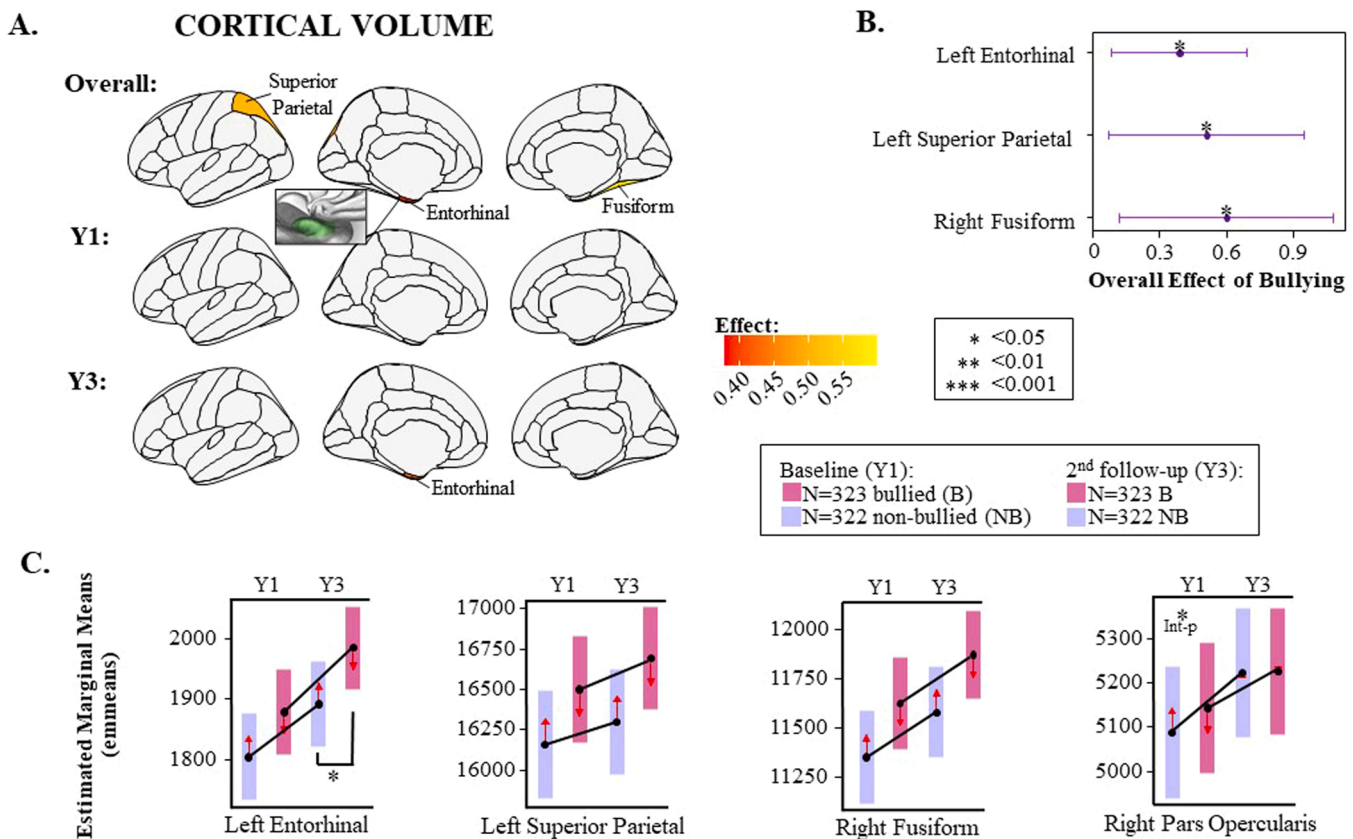 A.
CORTICAL VOLUME
Overall:
Superior
Parietal
Entorhinal
Fusiform
Y1:
Y3:
Entorhinal
B.
Left Entorhinal
Left Superior Parietal
Right Fusiform
* * *
0 0.3 0.6 0.9
Overall Effect of Bullying
Effect:
0.40 0.45 0.50 0.55
* <0.05
** <0.01
*** <0.001
Baseline (Y1): 2nd follow-up (Y3):
N=323 bullied (B) N=323 B
N=322 non-bullied (NB) N=322 NB
C.
Estimated Marginal Means
(emmeans)
Y1 Y3
2000
1900
1800
*
Left Entorhinal
Y1 Y3
17000
16750
16500
16250
16000
Left Superior Parietal
Y1 Y3
12000
11750
11500
11250
Right Fusiform
Y1 Y3
*
Int-p
5300
5200
5100
5000
Right Pars Opercularis